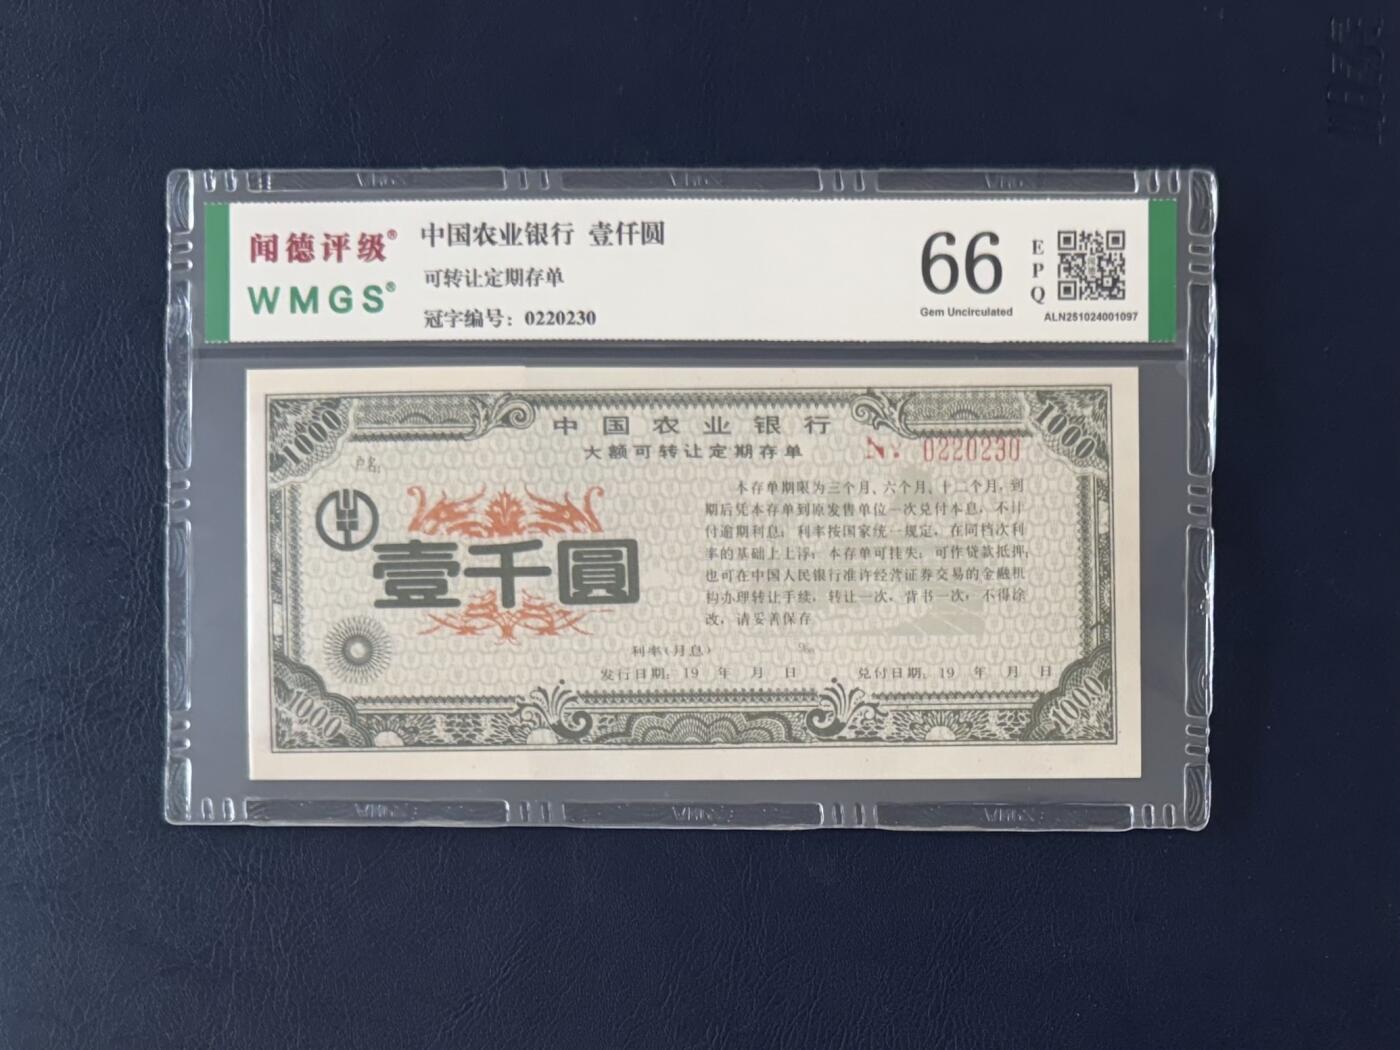 闻德评级®
WMGS®
中国农业银行 壹仟圆
可转让定期存单
冠字编号：0220230
66
Gem Uncirculated
E
P
Q
ALN251024001097
1000
1000
中国农业银行
大额可转让定期存单
№: 0220230
户名:
壹千圆
本存单期限为三个月、六个月、十二个月，到
期后凭本存单到原发售单位一次兑付本息，不计
付逾期利息；利率按国家统一规定，在同档次利
率的基础上上浮；本存单可挂失；可作贷款抵押；
也可在中国人民银行准许经营证券交易的金融机
构办理转让手续，转让一次，背书一次；不得涂
改，请妥善保存
利率(月息) ‰
发行日期：19 年 月 日 兑付日期：19 年 月 日
1000
1000